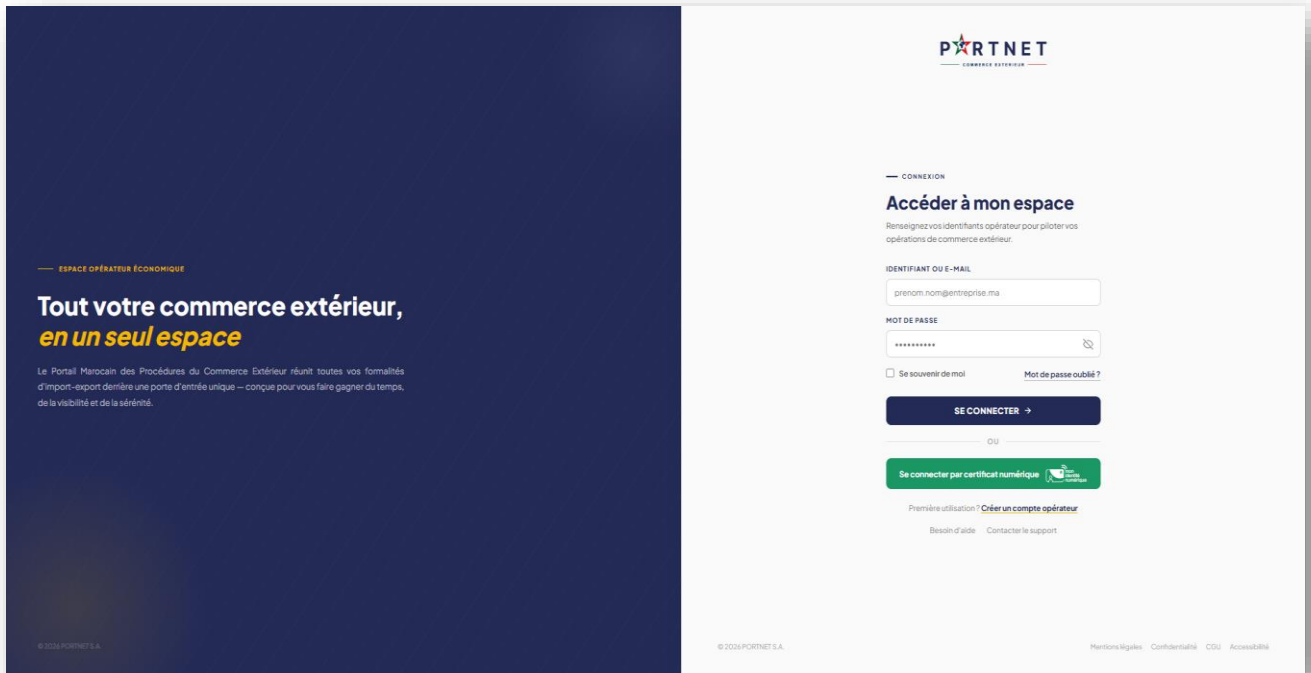 ESPACE OPÉRATEUR ÉCONOMIQUE
Tout votre commerce extérieur,
en un seul espace
Le Portail Marocain des Procédures du Commerce Extérieur réunit toutes vos formalités
d'import-export derrière une porte d'entrée unique — conçue pour vous faire gagner du temps,
de la visibilité et de la sérénité.
© 2026 PORTNET S.A.
PORTNET
COMMERCE EXTERIEUR
CONNEXION
Accéder à mon espace
Renseignez vos identifiants opérateur pour piloter vos
opérations de commerce extérieur.
IDENTIFIANT OU E-MAIL
prenom.nom@entreprise.ma
MOT DE PASSE
••••••••••
Se souvenir de moi Mot de passe oublié ?
SE CONNECTER →
OU
Se connecter par certificat numérique
mon
identité
numérique
Première utilisation ? Créer un compte opérateur
Besoin d'aide Contacter le support
© 2026 PORTNET S.A. Mentions légales Confidentialité CGU Accessibilité